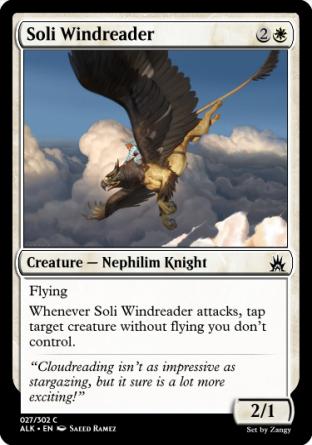 Soli Windreader 2
Creature — Nephilim Knight
Flying
Whenever Soli Windreader attacks, tap
target creature without flying you don't
control.
"Cloudreading isn't as impressive as
stargazing, but it sure is a lot more
exciting!"
2/1
027/302 C
ALK • EN Saeed Ramez
Set by Zangy